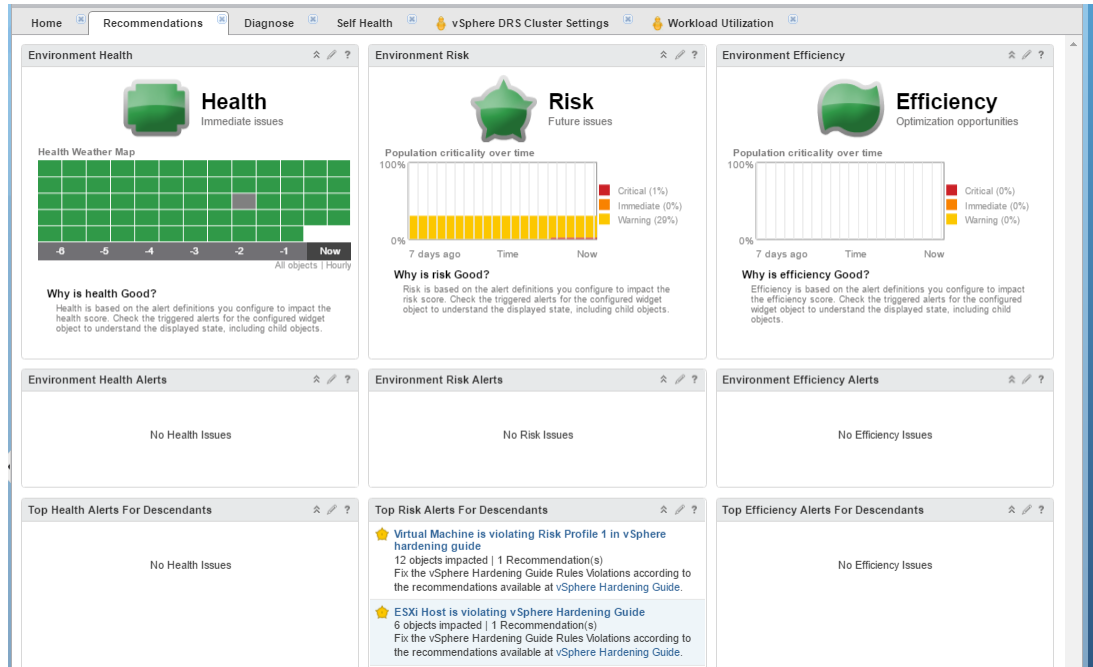 Home
Recommendations
Diagnose
Self Health
vSphere DRS Cluster Settings
Workload Utilization
Environment Health
?
Health
Immediate issues
Health Weather Map
-6 -5 -4 -3 -2 -1 Now
All objects | Hourly
Why is health Good?
Health is based on the alert definitions you configure to impact the
health score. Check the triggered alerts for the configured widget
object to understand the displayed state, including child objects.
Environment Risk
?
Risk
Future issues
Population criticality over time
100%
0%
Critical (1%)
Immediate (0%)
Warning (29%)
7 days ago Time Now
Why is risk Good?
Risk is based on the alert definitions you configure to impact the
risk score. Check the triggered alerts for the configured widget
object to understand the displayed state, including child objects.
Environment Efficiency
?
Efficiency
Optimization opportunities
Population criticality over time
100%
0%
Critical (0%)
Immediate (0%)
Warning (0%)
7 days ago Time Now
Why is efficiency Good?
Efficiency is based on the alert definitions you configure to impact
the efficiency score. Check the triggered alerts for the configured
widget object to understand the displayed state, including child
objects.
Environment Health Alerts
?
No Health Issues
Environment Risk Alerts
?
No Risk Issues
Environment Efficiency Alerts
?
No Efficiency Issues
Top Health Alerts For Descendants
?
No Health Issues
Top Risk Alerts For Descendants
?
Virtual Machine is violating Risk Profile 1 in vSphere
hardening guide
12 objects impacted | 1 Recommendation(s)
Fix the vSphere Hardening Guide Rules Violations according to
the recommendations available at vSphere Hardening Guide.
ESXi Host is violating vSphere Hardening Guide
6 objects impacted | 1 Recommendation(s)
Fix the vSphere Hardening Guide Rules Violations according to
the recommendations available at vSphere Hardening Guide.
Top Efficiency Alerts For Descendants
?
No Efficiency Issues